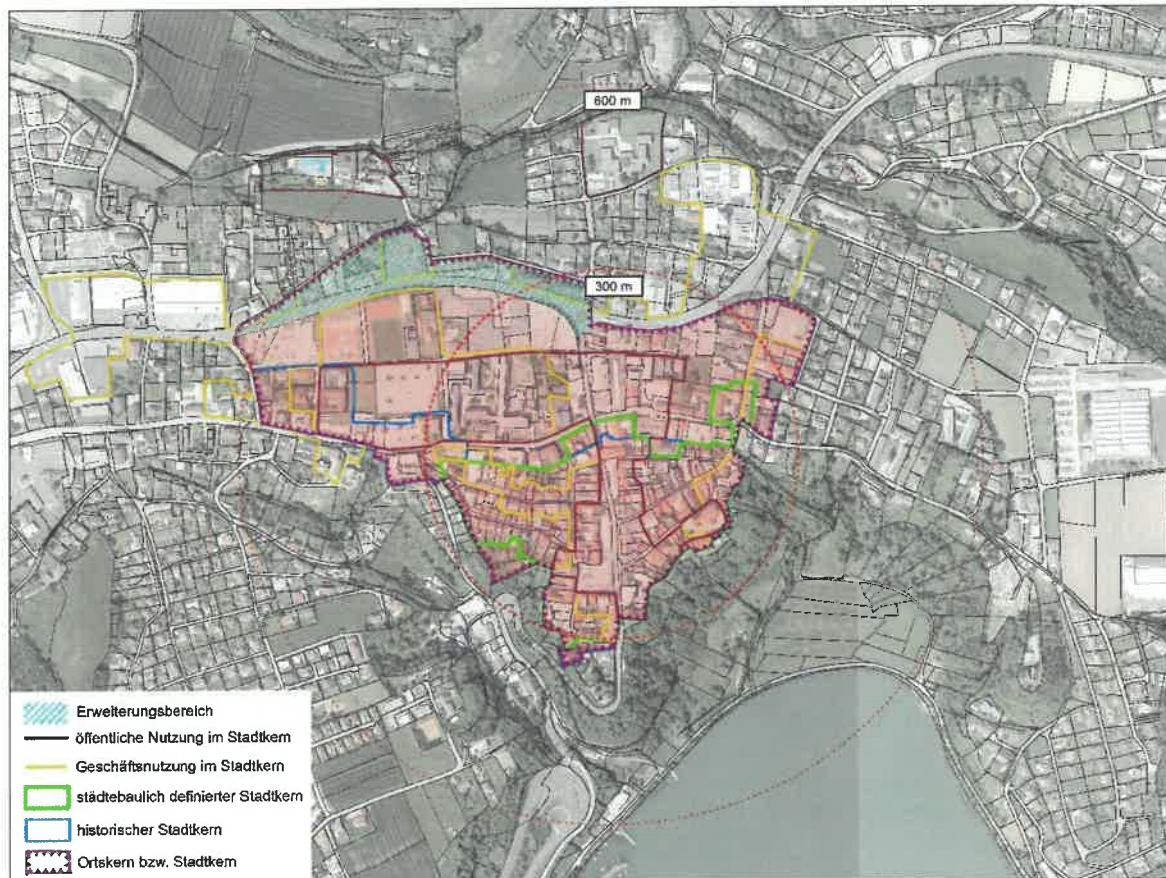 600 m
300 m
Erweiterungsbereich
öffentliche Nutzung im Stadtkern
Geschäftsnutzung im Stadtkern
städtebaulich definierter Stadtkern
historischer Stadtkern
Ortskern bzw. Stadtkern